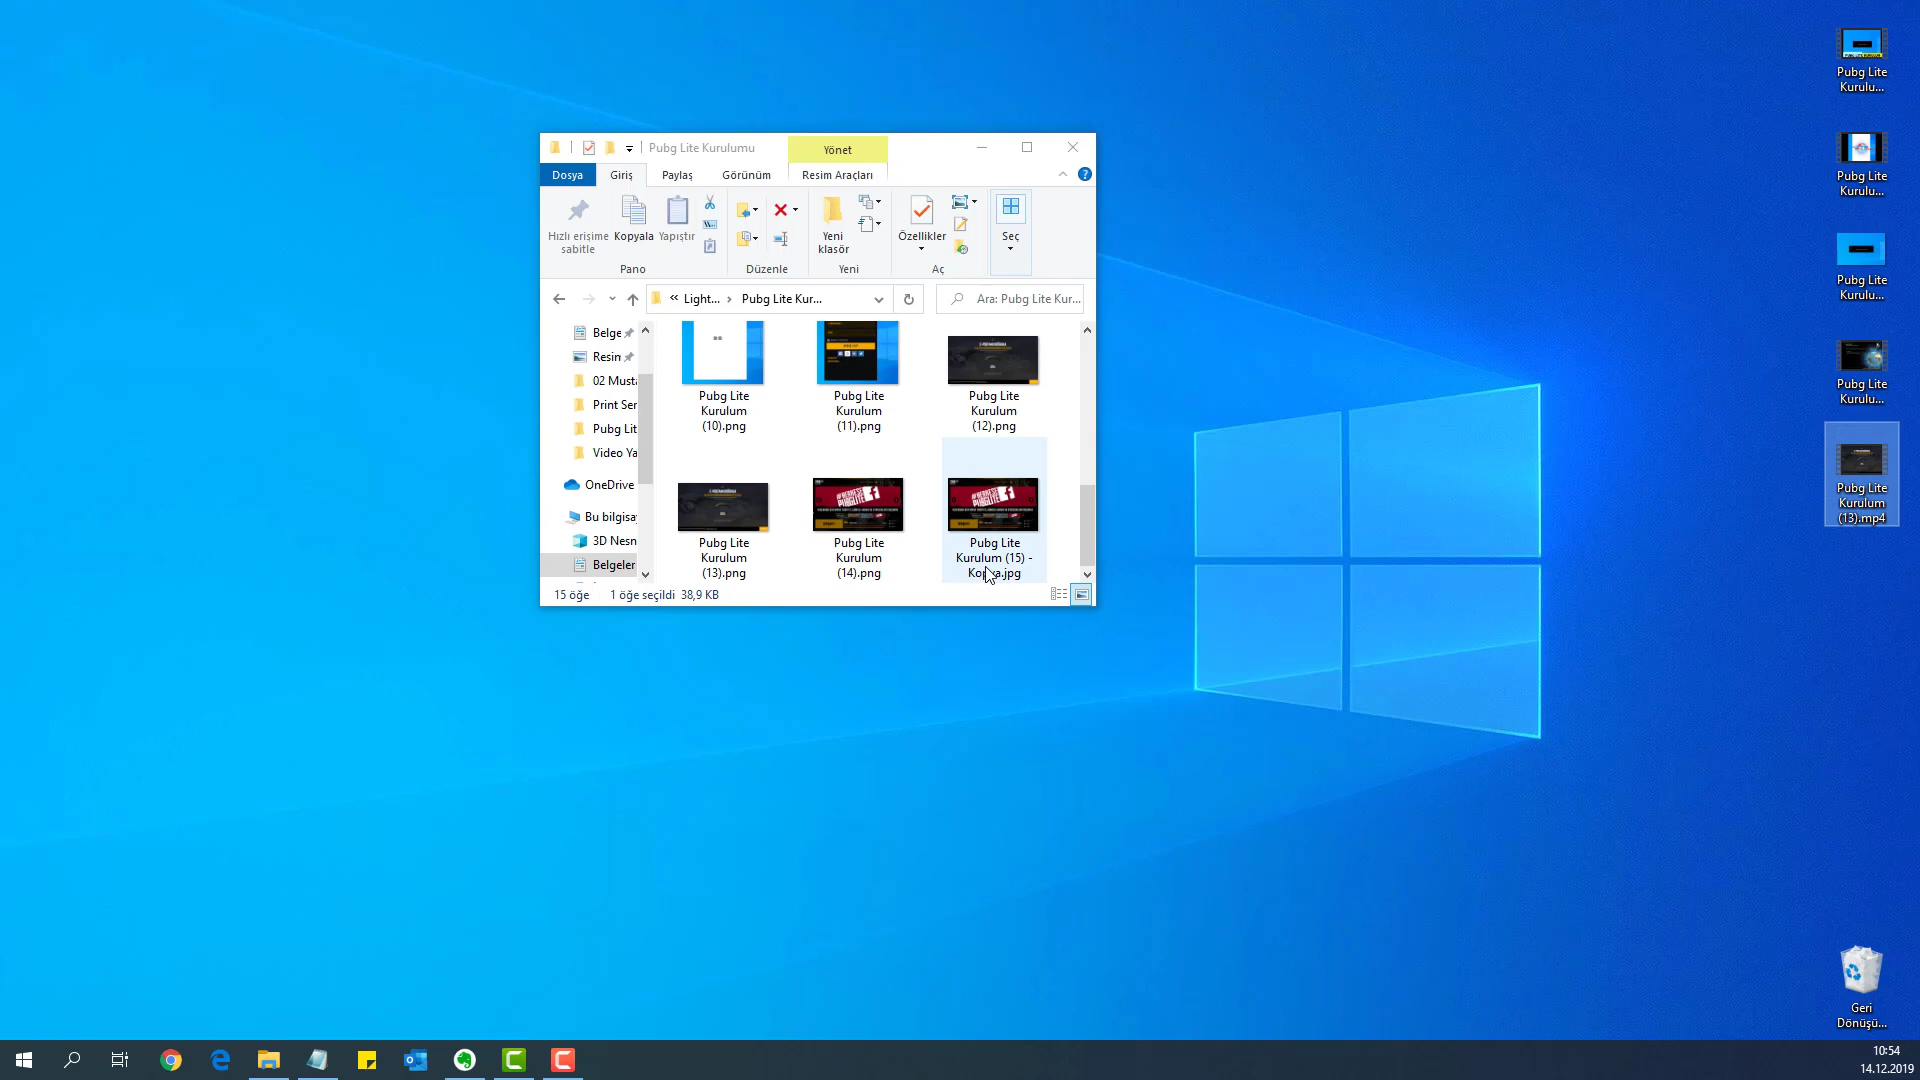 Pubg Lite Kurulumu
Yönet
Dosya
Giriş
Paylaş
Görünüm
Resim Araçları
Hızlı erişime
sabitle
Kopyala
Yapıştır
Yeni
klasör
Özellikler
Seç
Pano
Düzenle
Yeni
Aç
« Light... › Pubg Lite Kur...
Ara: Pubg Lite Kur...
Belge
Resin
02 Musta
Print Ser
Pubg Lit
Video Ya
OneDrive
Bu bilgisa
3D Nesn
Belgeler
Pubg Lite
Kurulum
(10).png
Pubg Lite
Kurulum
(11).png
Pubg Lite
Kurulum
(12).png
Pubg Lite
Kurulum
(13).png
Pubg Lite
Kurulum
(14).png
Pubg Lite
Kurulum (15) -
Kopya.jpg
15 öğe
1 öğe seçildi 38,9 KB
Pubg Lite
Kurulu...
Pubg Lite
Kurulu...
Pubg Lite
Kurulu...
Pubg Lite
Kurulu...
Pubg Lite
Kurulum
(13).mp4
Geri
Dönüşü...
10:54
14.12.2019